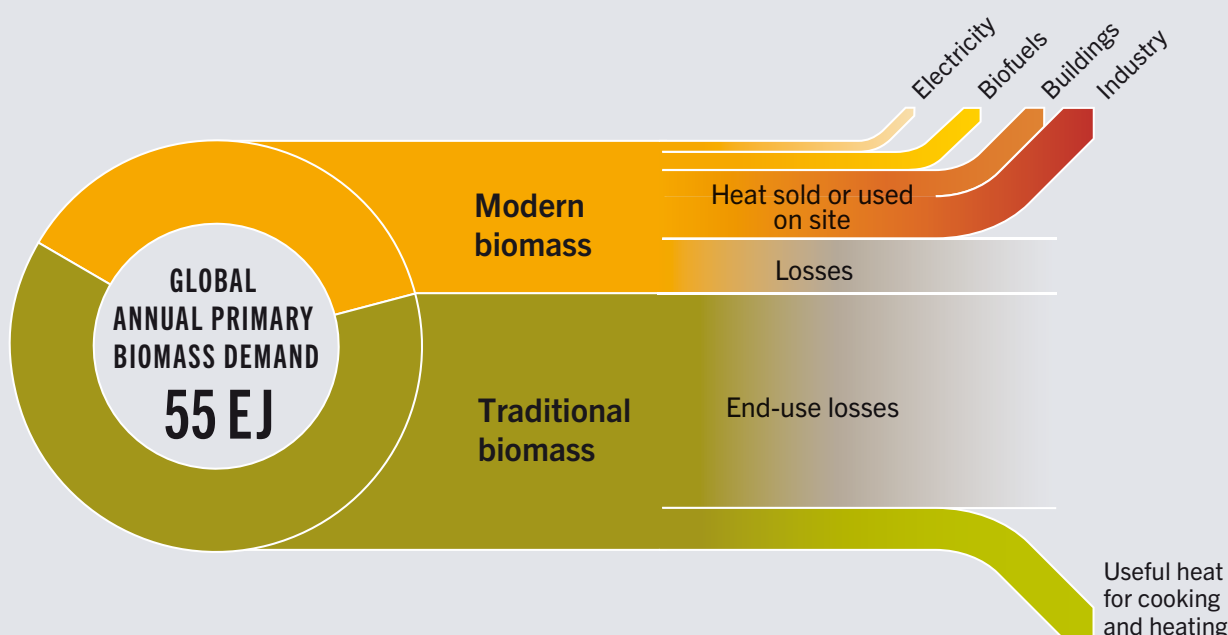 Electricity
Biofuels
Buildings
Industry
Modern
biomass
Heat sold or used
on site
Losses
GLOBAL
ANNUAL PRIMARY
BIOMASS DEMAND
55 EJ
Traditional
biomass
End-use losses
Useful heat
for cooking
and heating